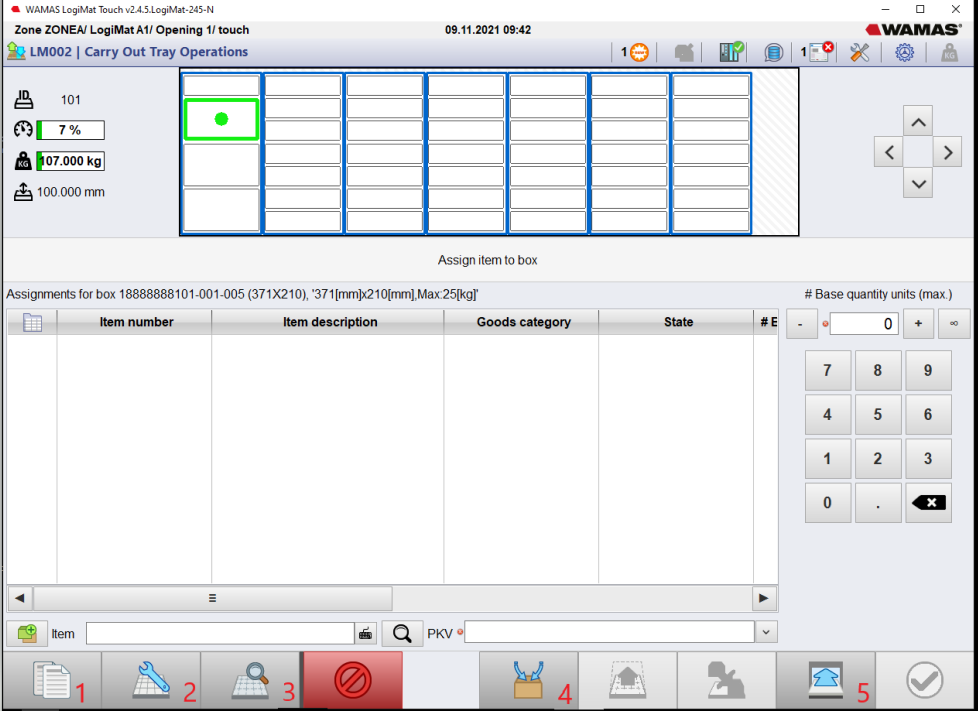 WAMAS LogiMat Touch v2.4.5.LogiMat-245-N
Zone ZONEA/ LogiMat A1/ Opening 1/ touch
09.11.2021 09:42
WAMAS
LM002 | Carry Out Tray Operations
1
1
ID
101
7 %
KG
107.000 kg
100.000 mm
Assign item to box
Assignments for box 18888888101-001-005 (371X210), '371[mm]x210[mm],Max:25[kg]'
# Base quantity units (max.)
Item number
Item description
Goods category
State
# E
-
0
+
∞
7
8
9
4
5
6
1
2
3
0
.
Item
PKV
1
2
3
4
5